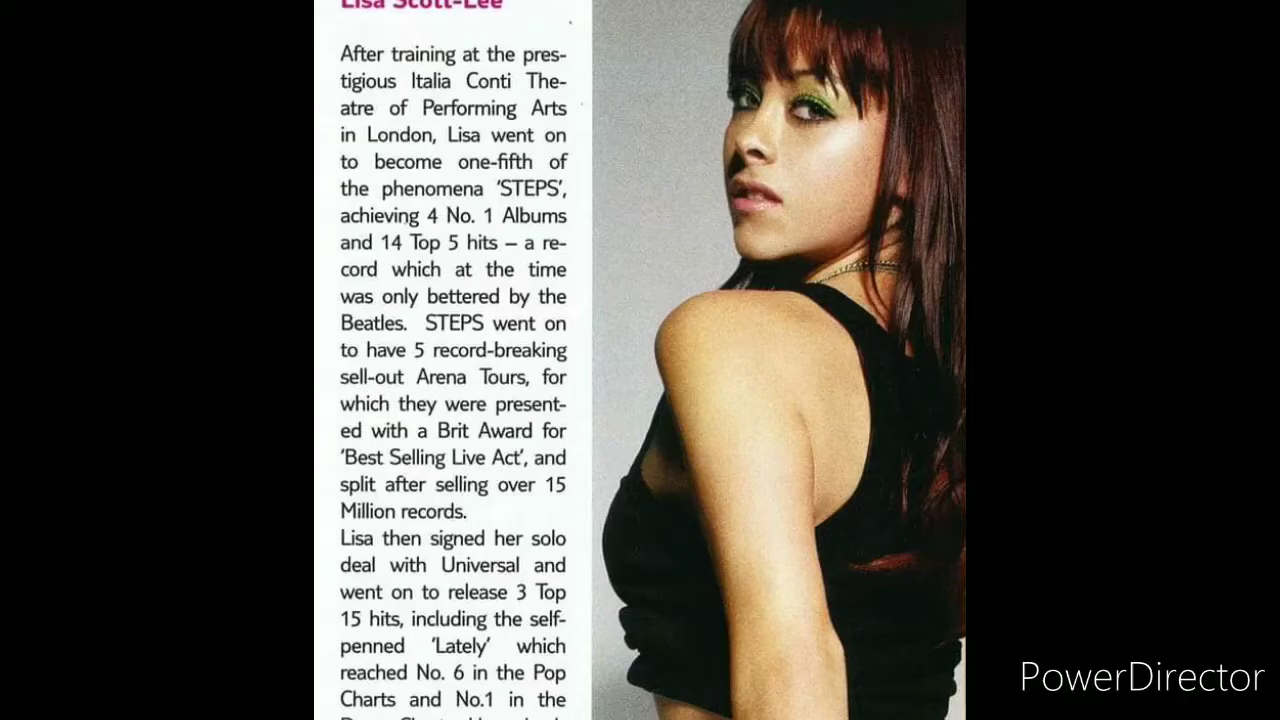 Lisa Scott-Lee
After training at the pres-
tigious Italia Conti The-
atre of Performing Arts
in London, Lisa went on
to become one-fifth of
the phenomena 'STEPS',
achieving 4 No. 1 Albums
and 14 Top 5 hits – a re-
cord which at the time
was only bettered by the
Beatles. STEPS went on
to have 5 record-breaking
sell-out Arena Tours, for
which they were present-
ed with a Brit Award for
'Best Selling Live Act', and
split after selling over 15
Million records.
Lisa then signed her solo
deal with Universal and
went on to release 3 Top
15 hits, including the self-
penned 'Lately' which
reached No. 6 in the Pop
Charts and No.1 in the
PowerDirector